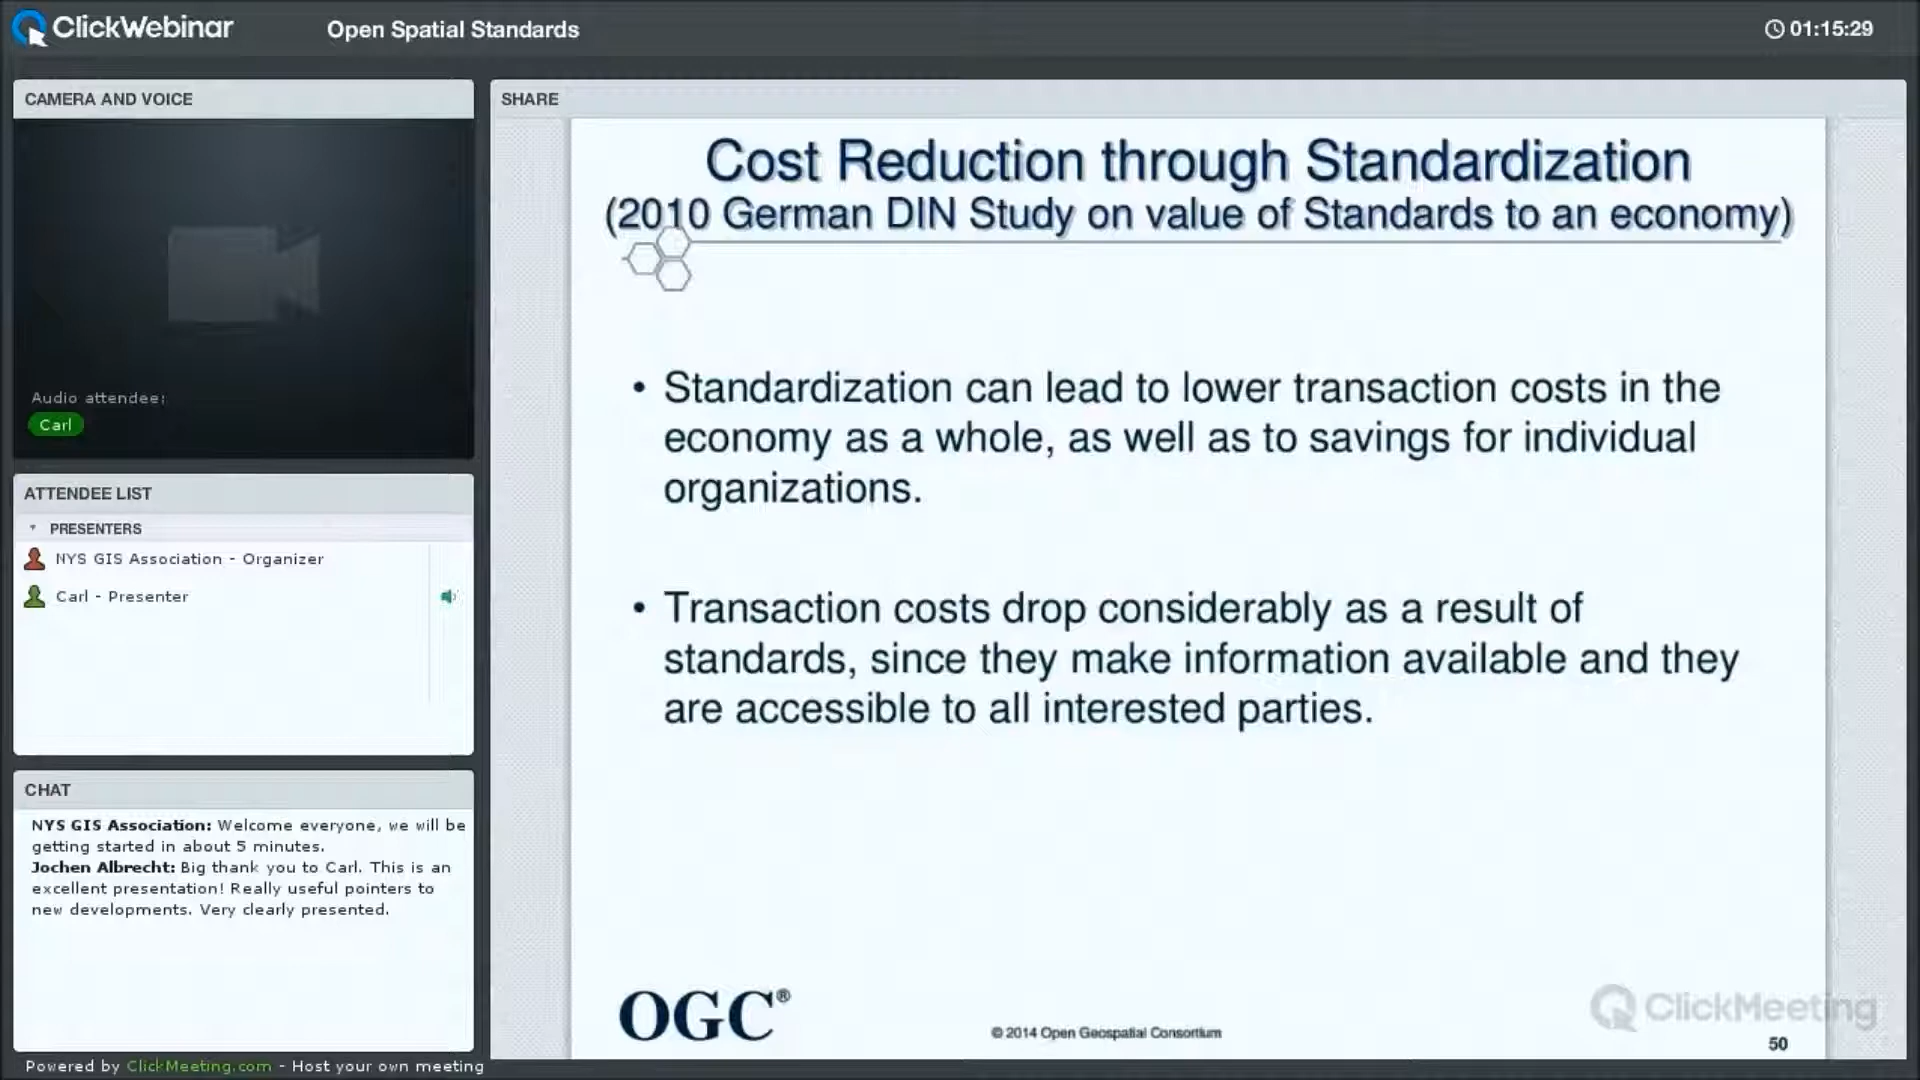 ClickWebinar
Open Spatial Standards
01:15:29
CAMERA AND VOICE
Audio attendee:
Carl
ATTENDEE LIST
PRESENTERS
NYS GIS Association - Organizer
Carl - Presenter
CHAT
NYS GIS Association: Welcome everyone, we will be
getting started in about 5 minutes.
Jochen Albrecht: Big thank you to Carl. This is an
excellent presentation! Really useful pointers to
new developments. Very clearly presented.
Powered by ClickMeeting.com - Host your own meeting
SHARE
Cost Reduction through Standardization
(2010 German DIN Study on value of Standards to an economy)
• Standardization can lead to lower transaction costs in the
economy as a whole, as well as to savings for individual
organizations.
• Transaction costs drop considerably as a result of
standards, since they make information available and they
are accessible to all interested parties.
OGC®
© 2014 Open Geospatial Consortium
ClickMeeting
50